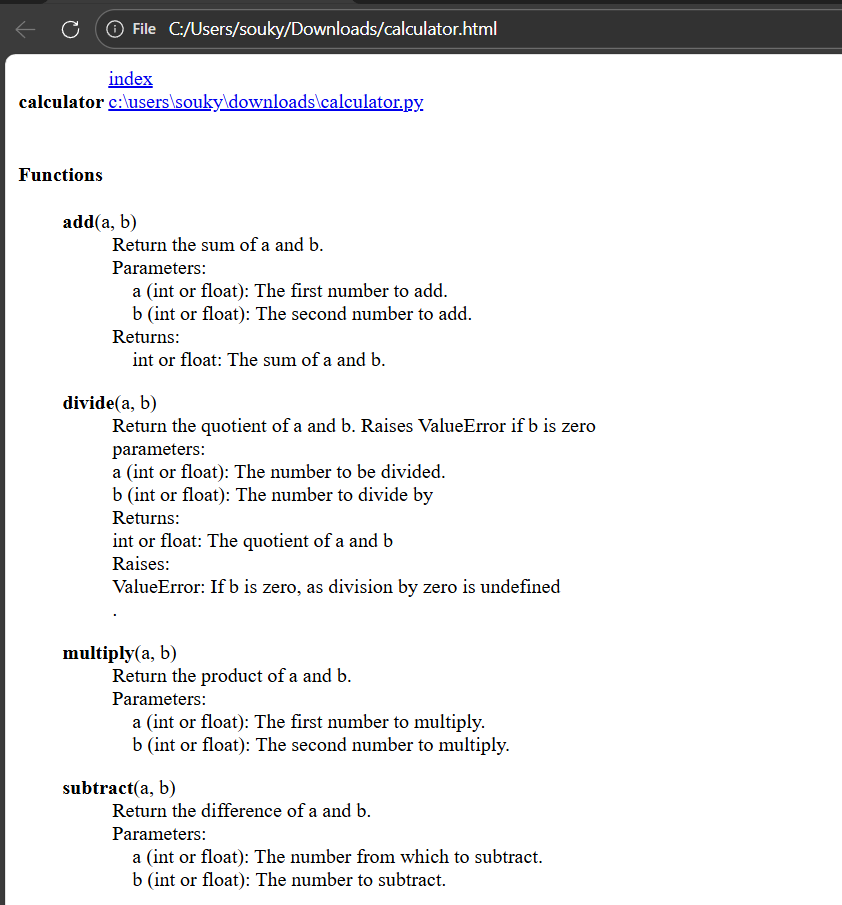 File C:/Users/souky/Downloads/calculator.html
index
calculator c:\users\souky\downloads\calculator.py
Functions
add(a, b)
Return the sum of a and b.
Parameters:
a (int or float): The first number to add.
b (int or float): The second number to add.
Returns:
int or float: The sum of a and b.
divide(a, b)
Return the quotient of a and b. Raises ValueError if b is zero
parameters:
a (int or float): The number to be divided.
b (int or float): The number to divide by
Returns:
int or float: The quotient of a and b
Raises:
ValueError: If b is zero, as division by zero is undefined
.
multiply(a, b)
Return the product of a and b.
Parameters:
a (int or float): The first number to multiply.
b (int or float): The second number to multiply.
subtract(a, b)
Return the difference of a and b.
Parameters:
a (int or float): The number from which to subtract.
b (int or float): The number to subtract.